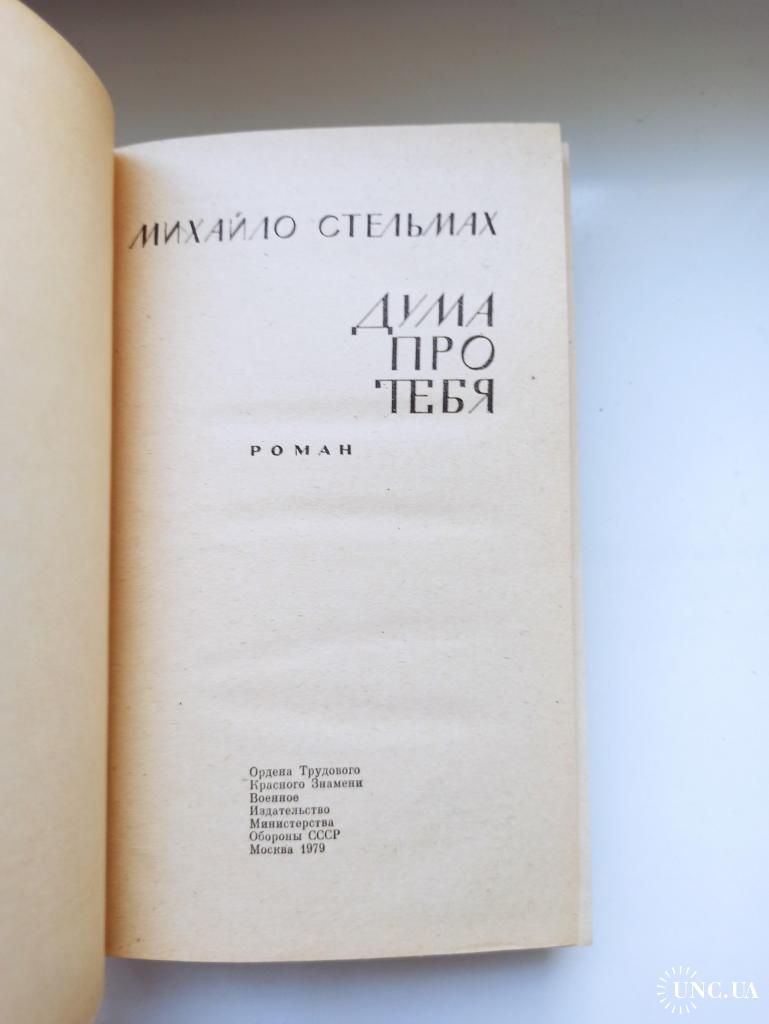 МИХАЙЛО СТЕЛЬМАХ
ДУМА
ПРО
ТЕБЯ
РОМАН
Ордена Трудового
Красного Знамени
Военное
Издательство
Министерства
Обороны СССР
Москва 1979
UNC.UA